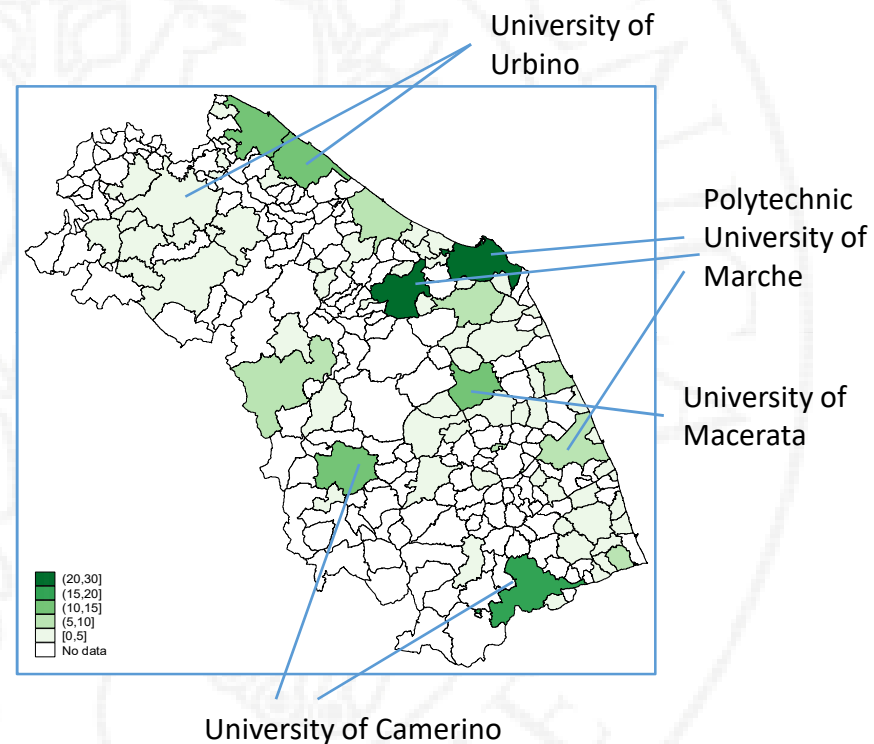 University of
Urbino
Polytechnic
University of
Marche
University of
Macerata
(20,30]
(15,20]
(10,15]
(5,10]
[0,5]
No data
University of Camerino